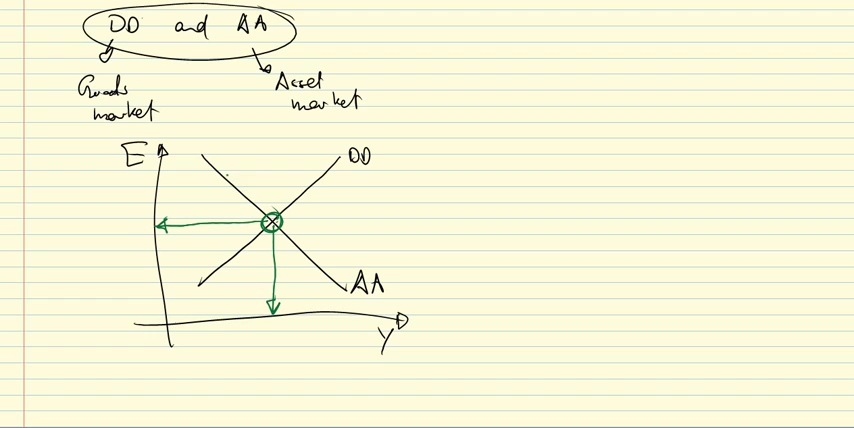 DD and AA
Goods
market
Asset
market
E
DD
AA
Y